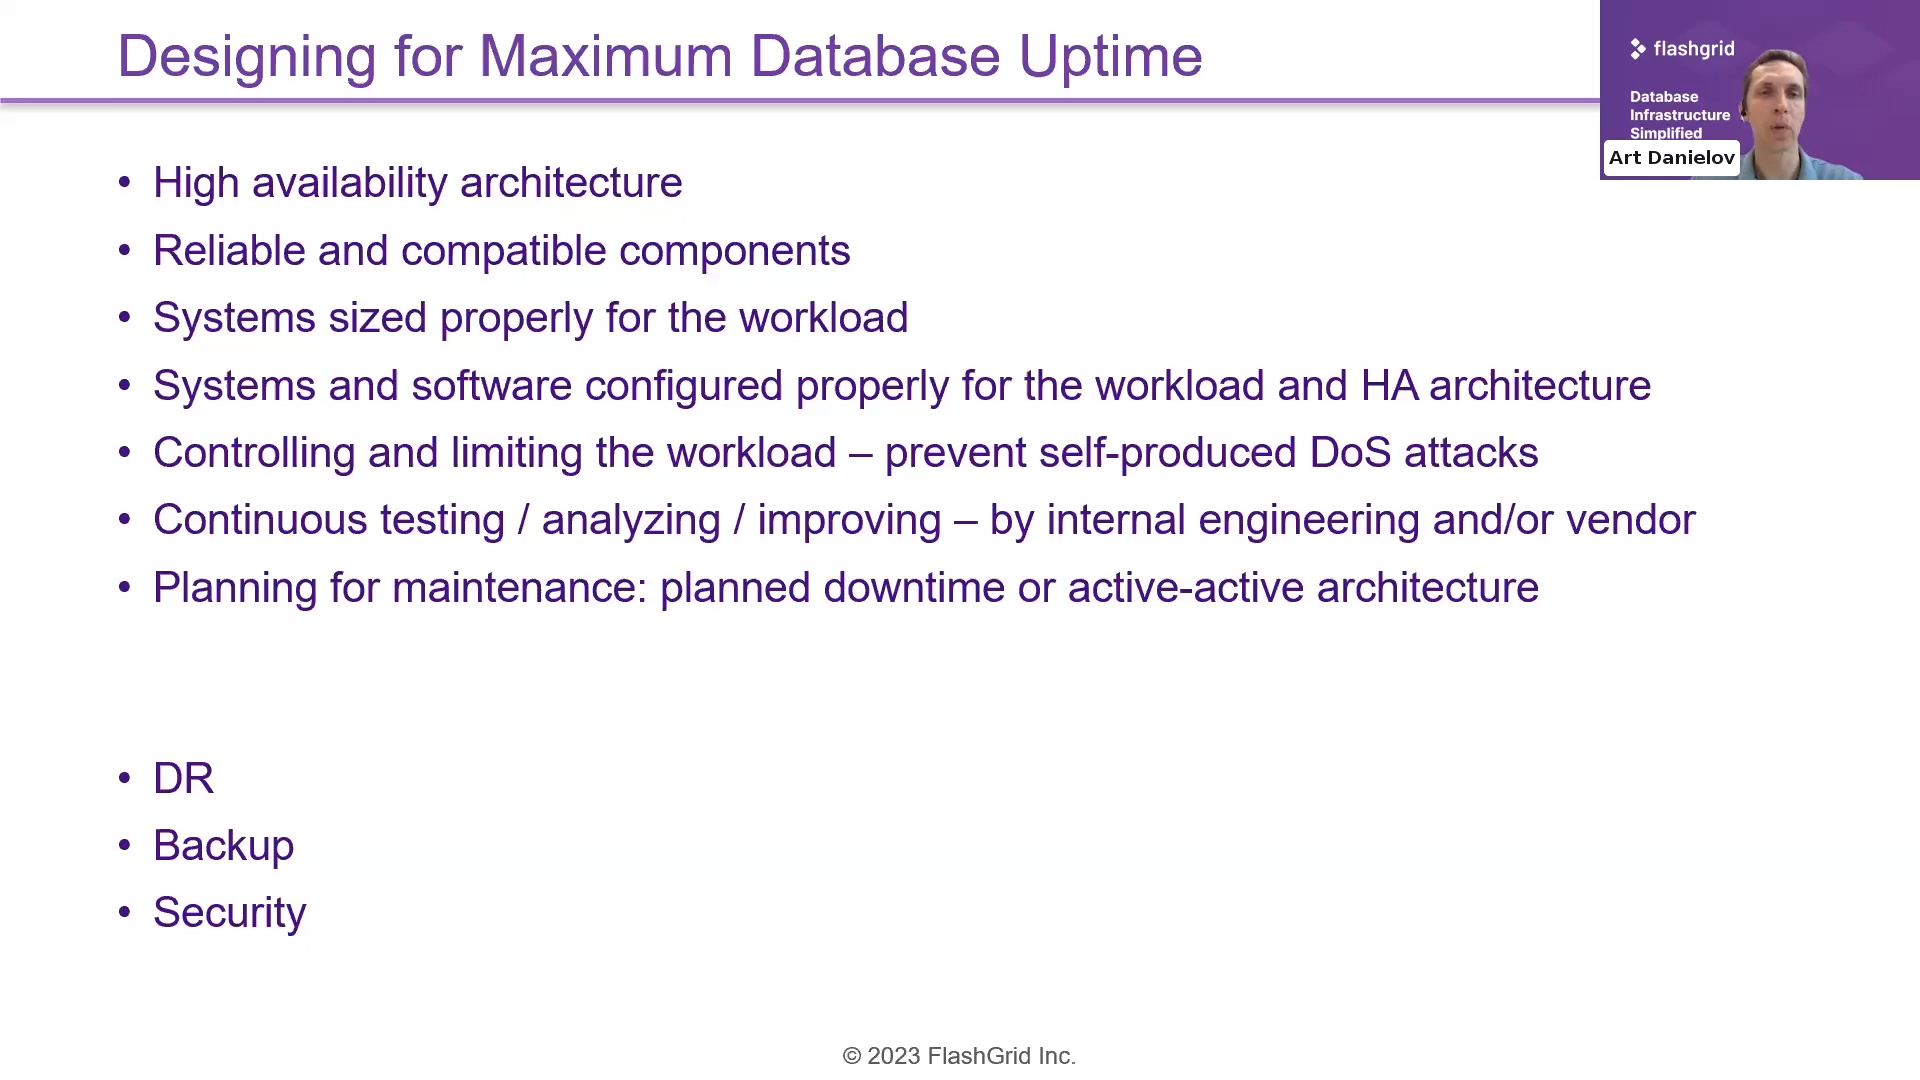 Designing for Maximum Database Uptime
flashgrid
Database
Infrastructure
Simplified
Art Danielov
• High availability architecture
• Reliable and compatible components
• Systems sized properly for the workload
• Systems and software configured properly for the workload and HA architecture
• Controlling and limiting the workload – prevent self-produced DoS attacks
• Continuous testing / analyzing / improving – by internal engineering and/or vendor
• Planning for maintenance: planned downtime or active-active architecture
• DR
• Backup
• Security
© 2023 FlashGrid Inc.